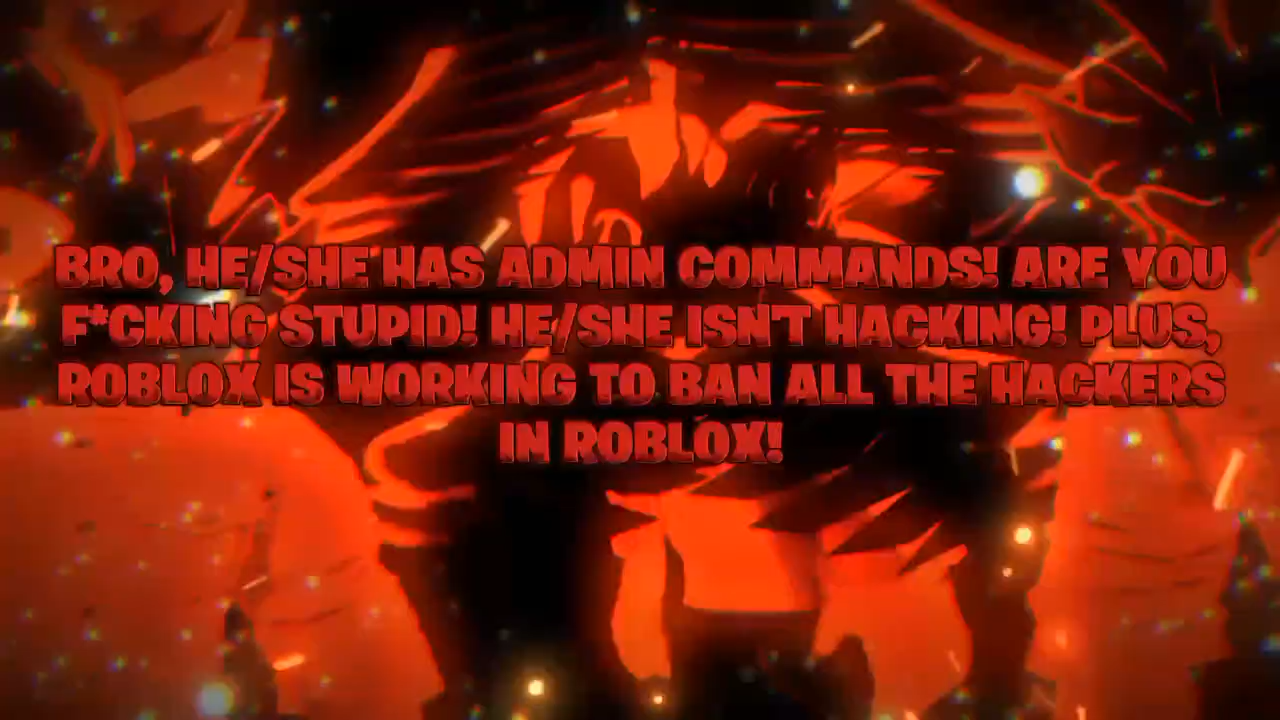 BRO, HE/SHE HAS ADMIN COMMANDS! ARE YOU
F*CKING STUPID! HE/SHE ISN'T HACKING! PLUS,
ROBLOX IS WORKING TO BAN ALL THE HACKERS
IN ROBLOX!